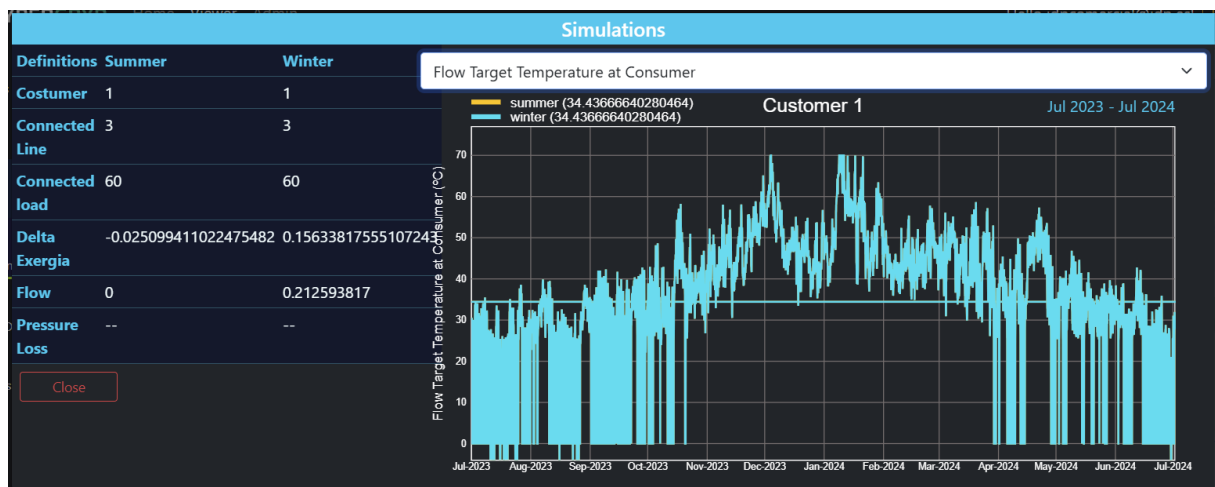 Simulations
Definitions Summer Winter
Costumer 1 1
Connected Line 3 3
Connected load 60 60
Delta Exergia -0.025099411022475482 0.15633817555107243
Flow 0 0.212593817
Pressure Loss -- --
Close
Flow Target Temperature at Consumer
summer (34.43666640280464)
winter (34.43666640280464)
Customer 1
Jul 2023 - Jul 2024
Flow Target Temperature at Consumer (ºC)
70
60
50
40
30
20
10
0
Jul-2023 Aug-2023 Sep-2023 Oct-2023 Nov-2023 Dec-2023 Jan-2024 Feb-2024 Mar-2024 Apr-2024 May-2024 Jun-2024 Jul-2024